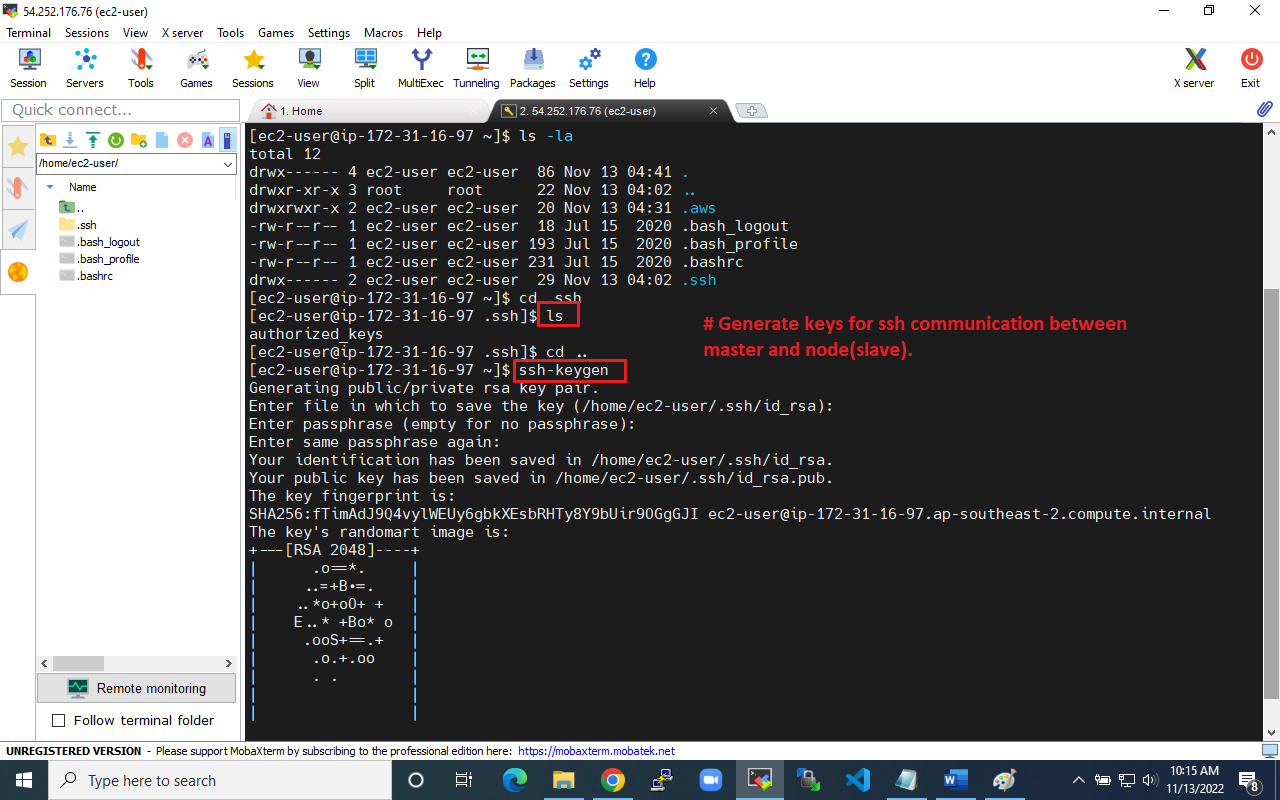 54.252.176.76 (ec2-user)
Terminal Sessions View X server Tools Games Settings Macros Help
Session Servers Tools Games Sessions View Split MultiExec Tunneling Packages Settings Help X server Exit
Quick connect... 1. Home 2. 54.252.176.76 (ec2-user)
/home/ec2-user/
Name
..
.ssh
.bash_logout
.bash_profile
.bashrc
Remote monitoring
Follow terminal folder
[ec2-user@ip-172-31-16-97 ~]$ ls -la
total 12
drwx------ 4 ec2-user ec2-user  86 Nov 13 04:41 .
drwxr-xr-x 3 root     root      22 Nov 13 04:02 ..
drwxrwxr-x 2 ec2-user ec2-user  20 Nov 13 04:31 .aws
-rw-r--r-- 1 ec2-user ec2-user  18 Jul 15  2020 .bash_logout
-rw-r--r-- 1 ec2-user ec2-user 193 Jul 15  2020 .bash_profile
-rw-r--r-- 1 ec2-user ec2-user 231 Jul 15  2020 .bashrc
drwx------ 2 ec2-user ec2-user  29 Nov 13 04:02 .ssh
[ec2-user@ip-172-31-16-97 ~]$ cd .ssh
[ec2-user@ip-172-31-16-97 .ssh]$ ls
authorized_keys
[ec2-user@ip-172-31-16-97 .ssh]$ cd ..
[ec2-user@ip-172-31-16-97 ~]$ ssh-keygen
Generating public/private rsa key pair.
Enter file in which to save the key (/home/ec2-user/.ssh/id_rsa):
Enter passphrase (empty for no passphrase):
Enter same passphrase again:
Your identification has been saved in /home/ec2-user/.ssh/id_rsa.
Your public key has been saved in /home/ec2-user/.ssh/id_rsa.pub.
The key fingerprint is:
SHA256:fTimAdJ9Q4vylWEUy6gbkXEsbRHTy8Y9bUir9OGgGJI ec2-user@ip-172-31-16-97.ap-southeast-2.compute.internal
The key's randomart image is:
+---[RSA 2048]----+
|      .o==*.     |
|     ..=+B*=.    |
|    ..*o+oO+ +   |
|    E..* +Bo* o  |
|     .ooS+==.+   |
|      .o.+.oo    |
|      . .        |
|                 |
|                 |
# Generate keys for ssh communication between
master and node(slave).
UNREGISTERED VERSION - Please support MobaXterm by subscribing to the professional edition here: https://mobaxterm.mobatek.net
Type here to search
10:15 AM
11/13/2022
8